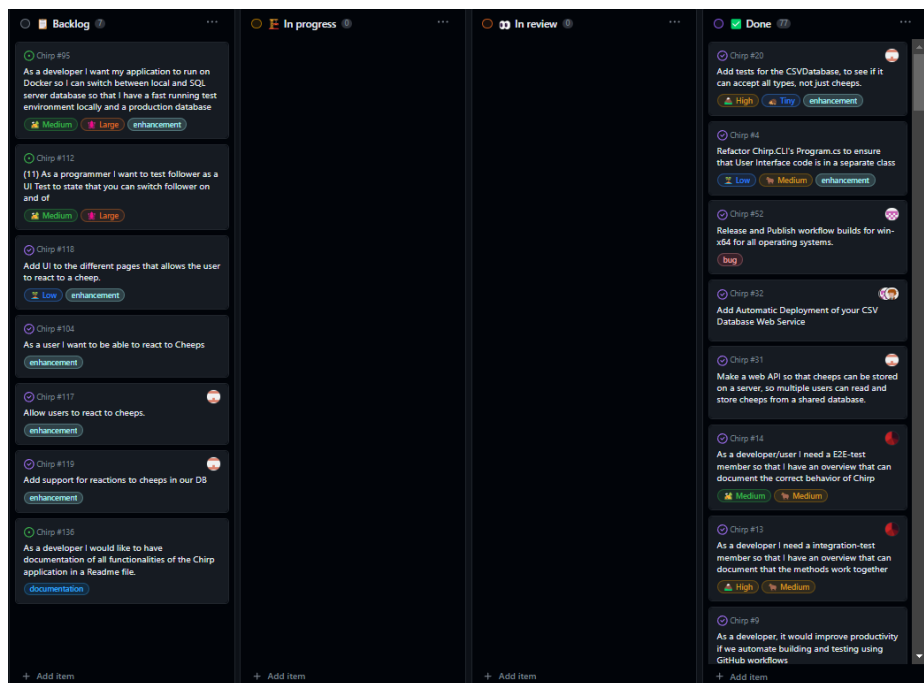 Backlog 7 ...
Chirp #95
As a developer I want my application to run on
Docker so I can switch between local and SQL
server database so that I have a fast running test
environment locally and a production database
Medium Large enhancement
Chirp #112
(11) As a programmer I want to test follower as a
UI Test to state that you can switch follower on
and of
Medium Large
Chirp #118
Add UI to the different pages that allows the user
to react to a cheep.
Low enhancement
Chirp #104
As a user I want to be able to react to Cheeps
enhancement
Chirp #117
Allow users to react to cheeps.
enhancement
Chirp #119
Add support for reactions to cheeps in our DB
enhancement
Chirp #136
As a developer I would like to have
documentation of all functionalities of the Chirp
application in a Readme file.
documentation
+ Add item
In progress 0 ...
+ Add item
In review 0 ...
+ Add item
Done 77 ...
Chirp #20
Add tests for the CSVDatabase, to see if it
can accept all types, not just cheeps.
High Tiny enhancement
Chirp #4
Refactor Chirp.CLI's Program.cs to ensure
that User Interface code is in a separate class
Low Medium enhancement
Chirp #52
Release and Publish workflow builds for win-
x64 for all operating systems.
bug
Chirp #32
Add Automatic Deployment of your CSV
Database Web Service
Chirp #31
Make a web API so that cheeps can be stored
on a server, so multiple users can read and
store cheeps from a shared database.
Chirp #14
As a developer/user I need a E2E-test
member so that I have an overview that can
document the correct behavior of Chirp
Medium Medium
Chirp #13
As a developer I need a integration-test
member so that I have an overview that can
document that the methods work together
High Medium
Chirp #9
As a developer, it would improve productivity
if we automate building and testing using
GitHub workflows
+ Add item